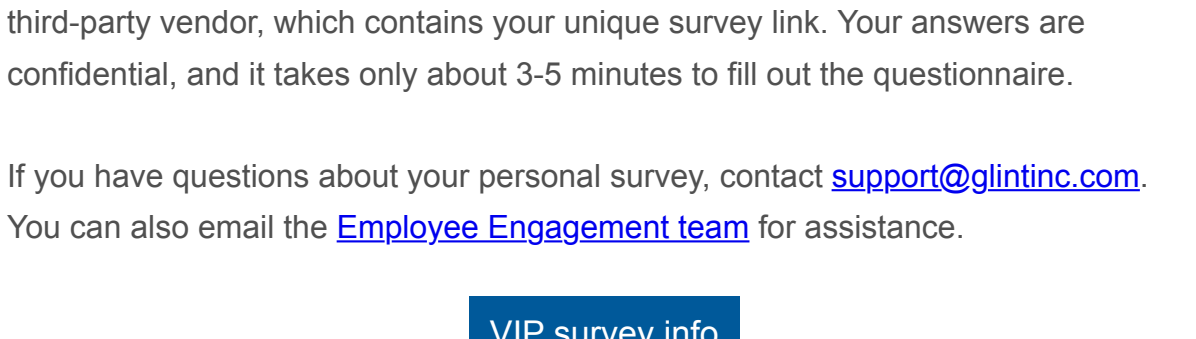 third-party vendor, which contains your unique survey link. Your answers are
confidential, and it takes only about 3-5 minutes to fill out the questionnaire.
If you have questions about your personal survey, contact support@glintinc.com.
You can also email the Employee Engagement team for assistance.
VIP survey info